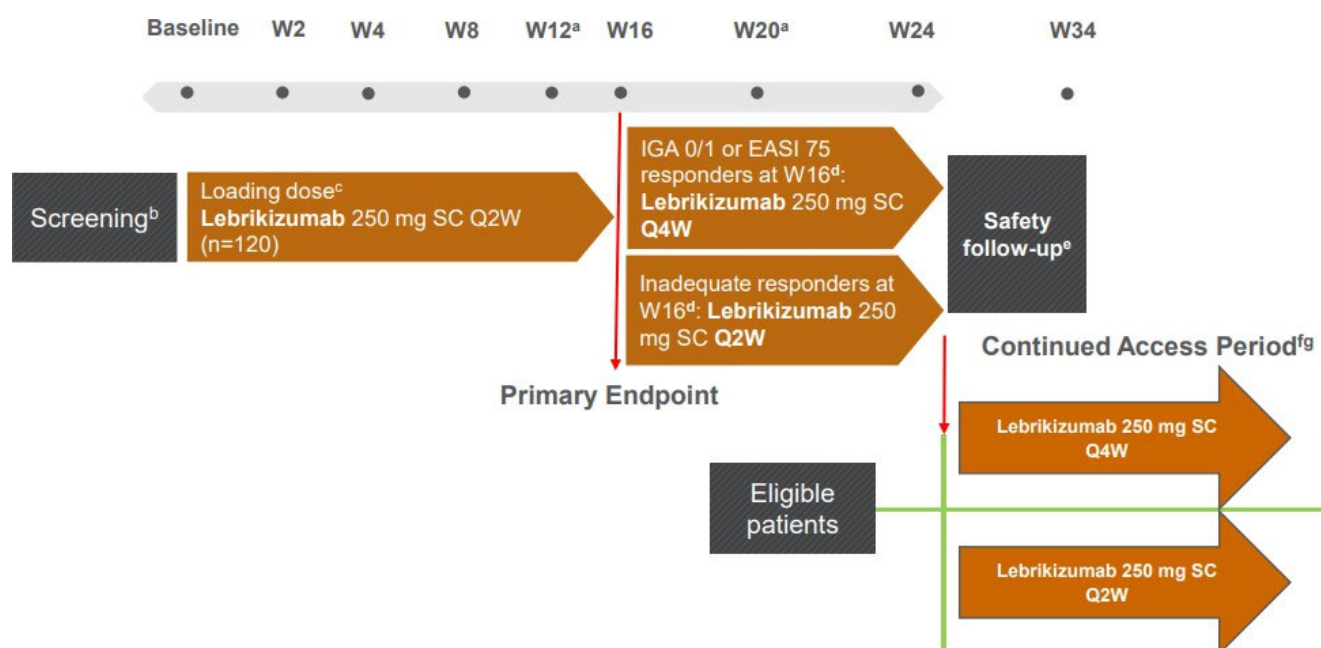 Baseline W2 W4 W8 W12ᵃ W16 W20ᵃ W24 W34
Screeningᵇ
Loading doseᶜ
Lebrikizumab 250 mg SC Q2W
(n=120)
IGA 0/1 or EASI 75
responders at W16ᵈ:
Lebrikizumab 250 mg SC
Q4W
Inadequate responders at
W16ᵈ: Lebrikizumab 250
mg SC Q2W
Safety
follow-upᵉ
Primary Endpoint
Continued Access Periodᶠᵍ
Lebrikizumab 250 mg SC
Q4W
Eligible
patients
Lebrikizumab 250 mg SC
Q2W